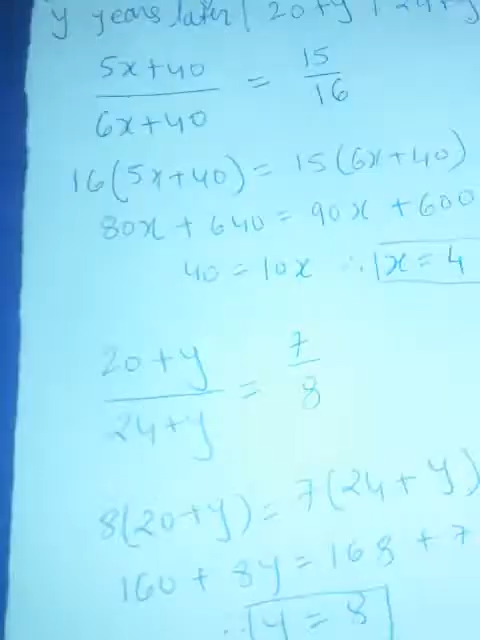 y years later | 20+y | 24+y
5x+40 / 6x+40 = 15 / 16
16(5x+40) = 15(6x+40)
80x + 640 = 90x + 600
40 = 10x ∴ x = 4
20+y / 24+y = 7 / 8
8(20+y) = 7(24+y)
160 + 8y = 168 + 7
∴ y = 8